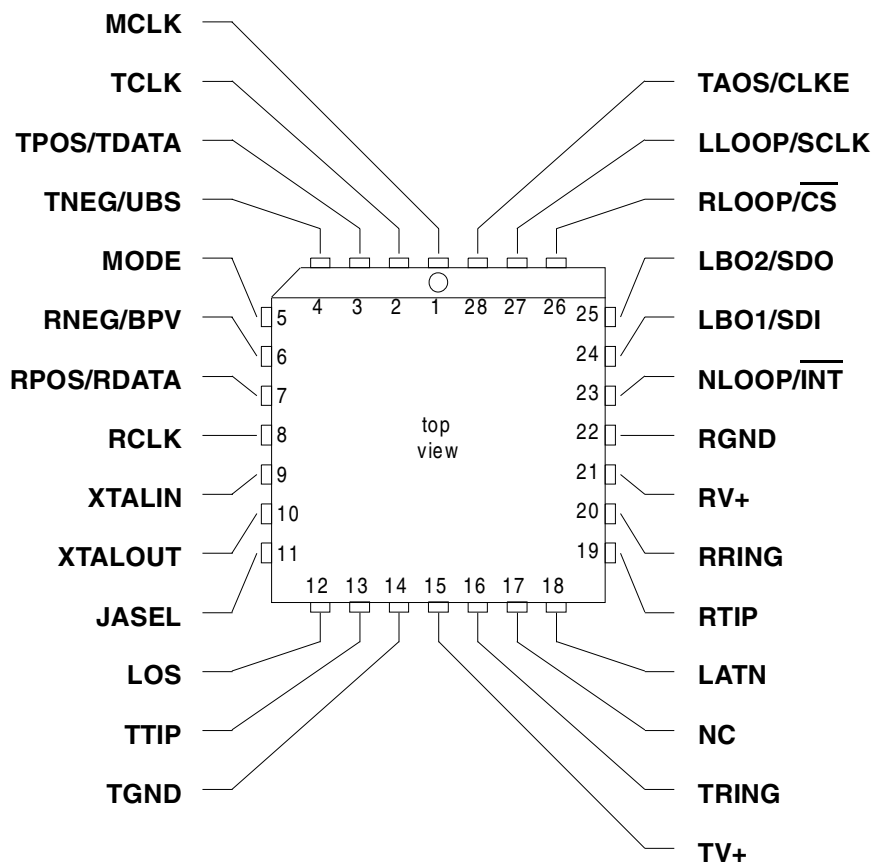 MCLK
TCLK
TPOS/TDATA
TNEG/UBS
MODE
RNEG/BPV
RPOS/RDATA
RCLK
XTALIN
XTALOUT
JASEL
LOS
TTIP
TGND
4 3 2 1 28 27 26
5
6
7
8
9
10
11
top
view
25
24
23
22
21
20
19
12 13 14 15 16 17 18
TAOS/CLKE
LLOOP/SCLK
RLOOP/C̅S̅
LBO2/SDO
LBO1/SDI
NLOOP/I̅N̅T̅
RGND
RV+
RRING
RTIP
LATN
NC
TRING
TV+